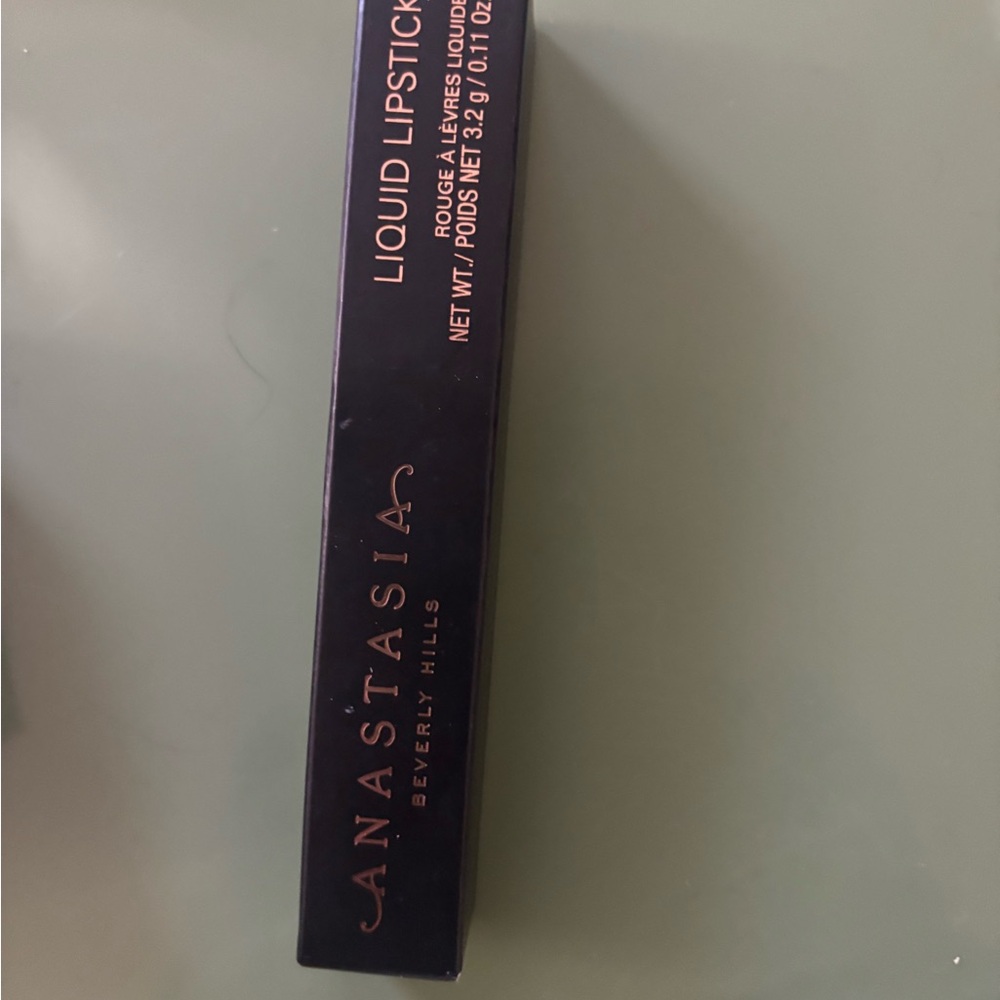 ANASTASIA
BEVERLY HILLS
LIQUID LIPSTICK
ROUGE À LÈVRES LIQUIDE
NET WT./ POIDS NET 3.2 g / 0.11 Oz.